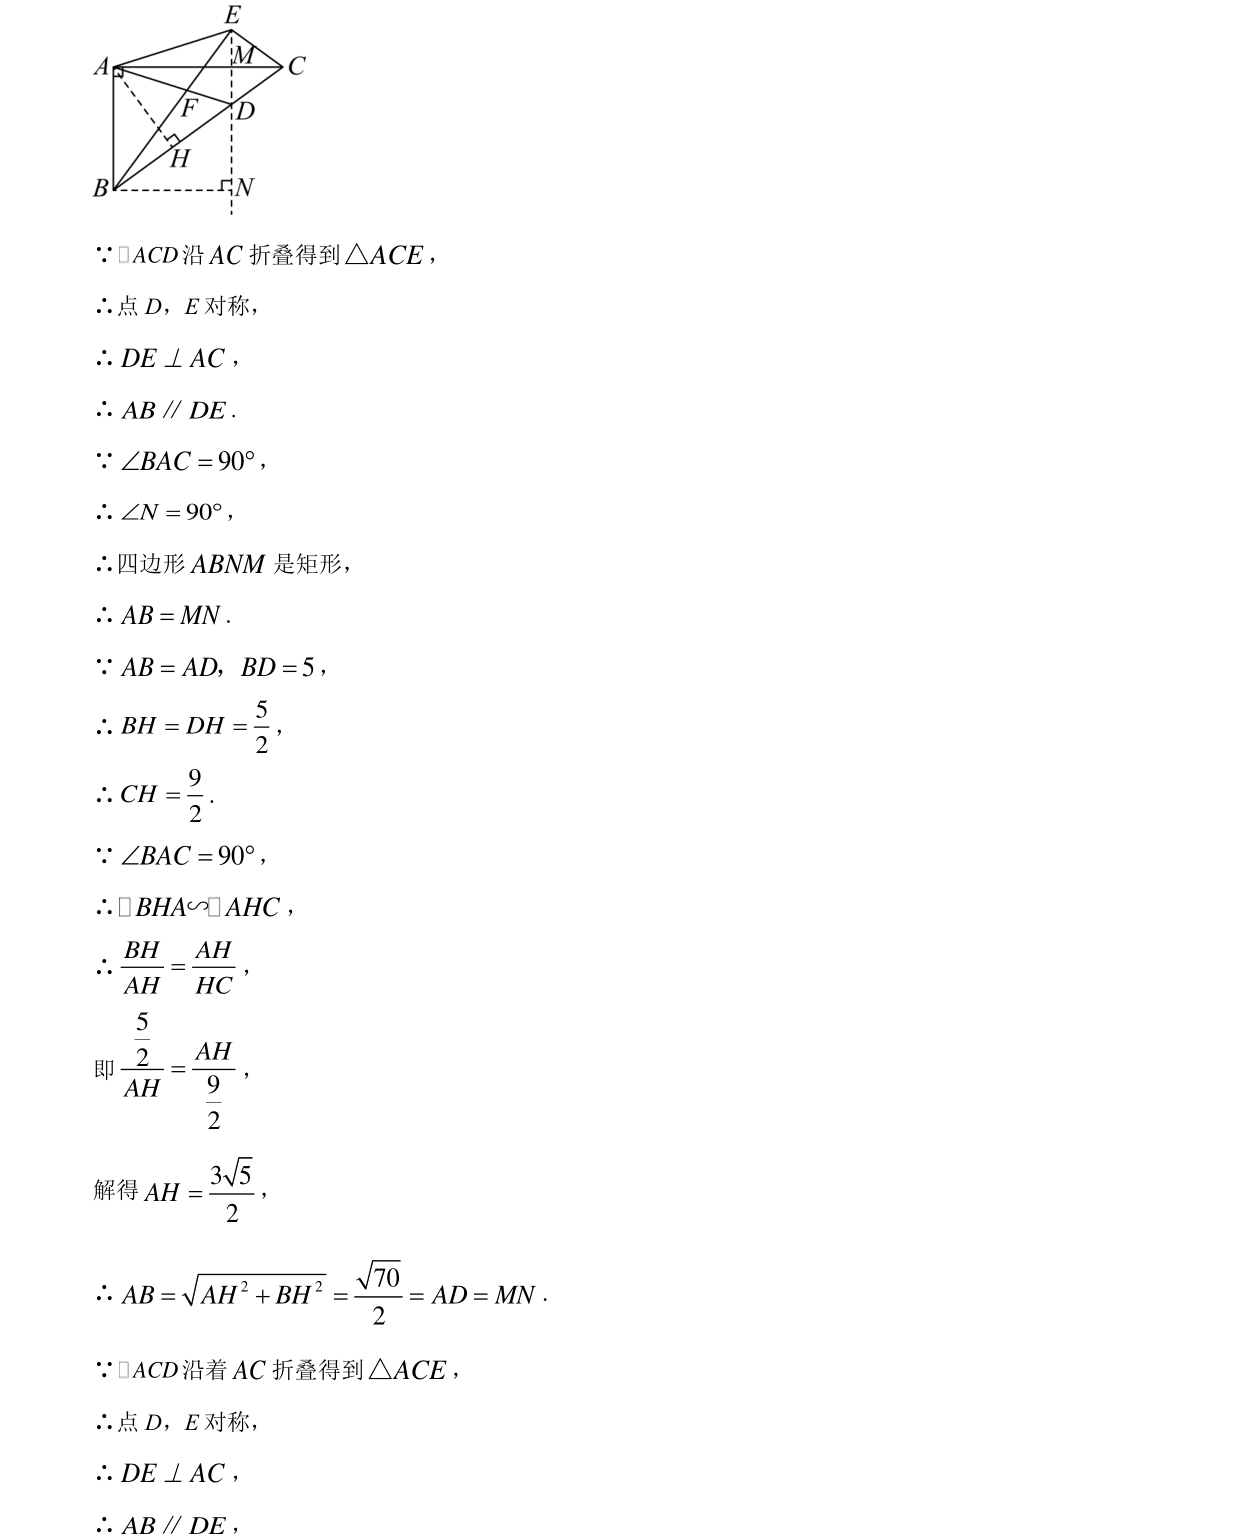 E
M
A
C
F
D
H
B
N
∵□ACD沿AC折叠得到△ACE，
∴点D，E对称，
∴DE⊥AC，
∴AB∥DE.
∵∠BAC=90°，
∴∠N=90°，
∴四边形ABNM是矩形，
∴AB=MN.
∵AB=AD，BD=5，
∴BH=DH=5/2，
∴CH=9/2.
∵∠BAC=90°，
∴□BHA∽□AHC，
∴BH/AH=AH/HC，
即(5/2)/AH=AH/(9/2)，
解得AH=3√5/2，
∴AB=√(AH²+BH²)=√70/2=AD=MN.
∵□ACD沿着AC折叠得到△ACE，
∴点D，E对称，
∴DE⊥AC，
∴AB∥DE，